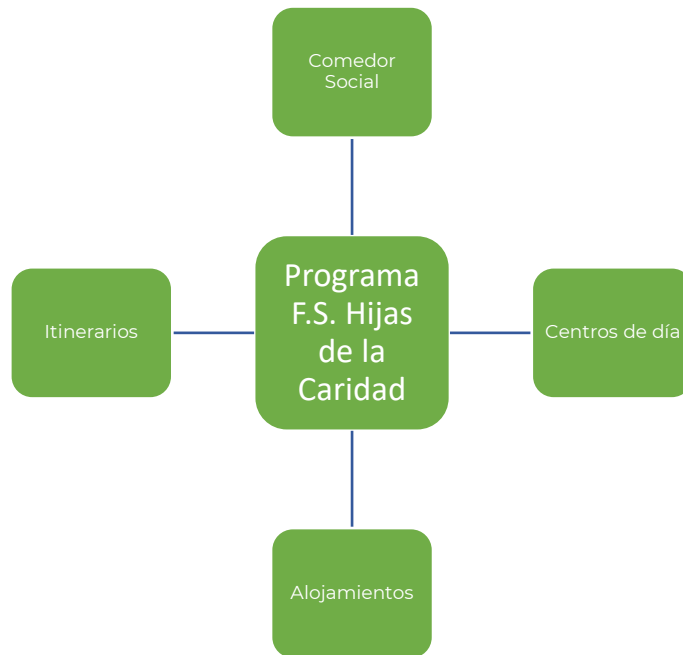 Comedor
Social
Itinerarios
Programa
F.S. Hijas
de la
Caridad
Centros de día
Alojamientos